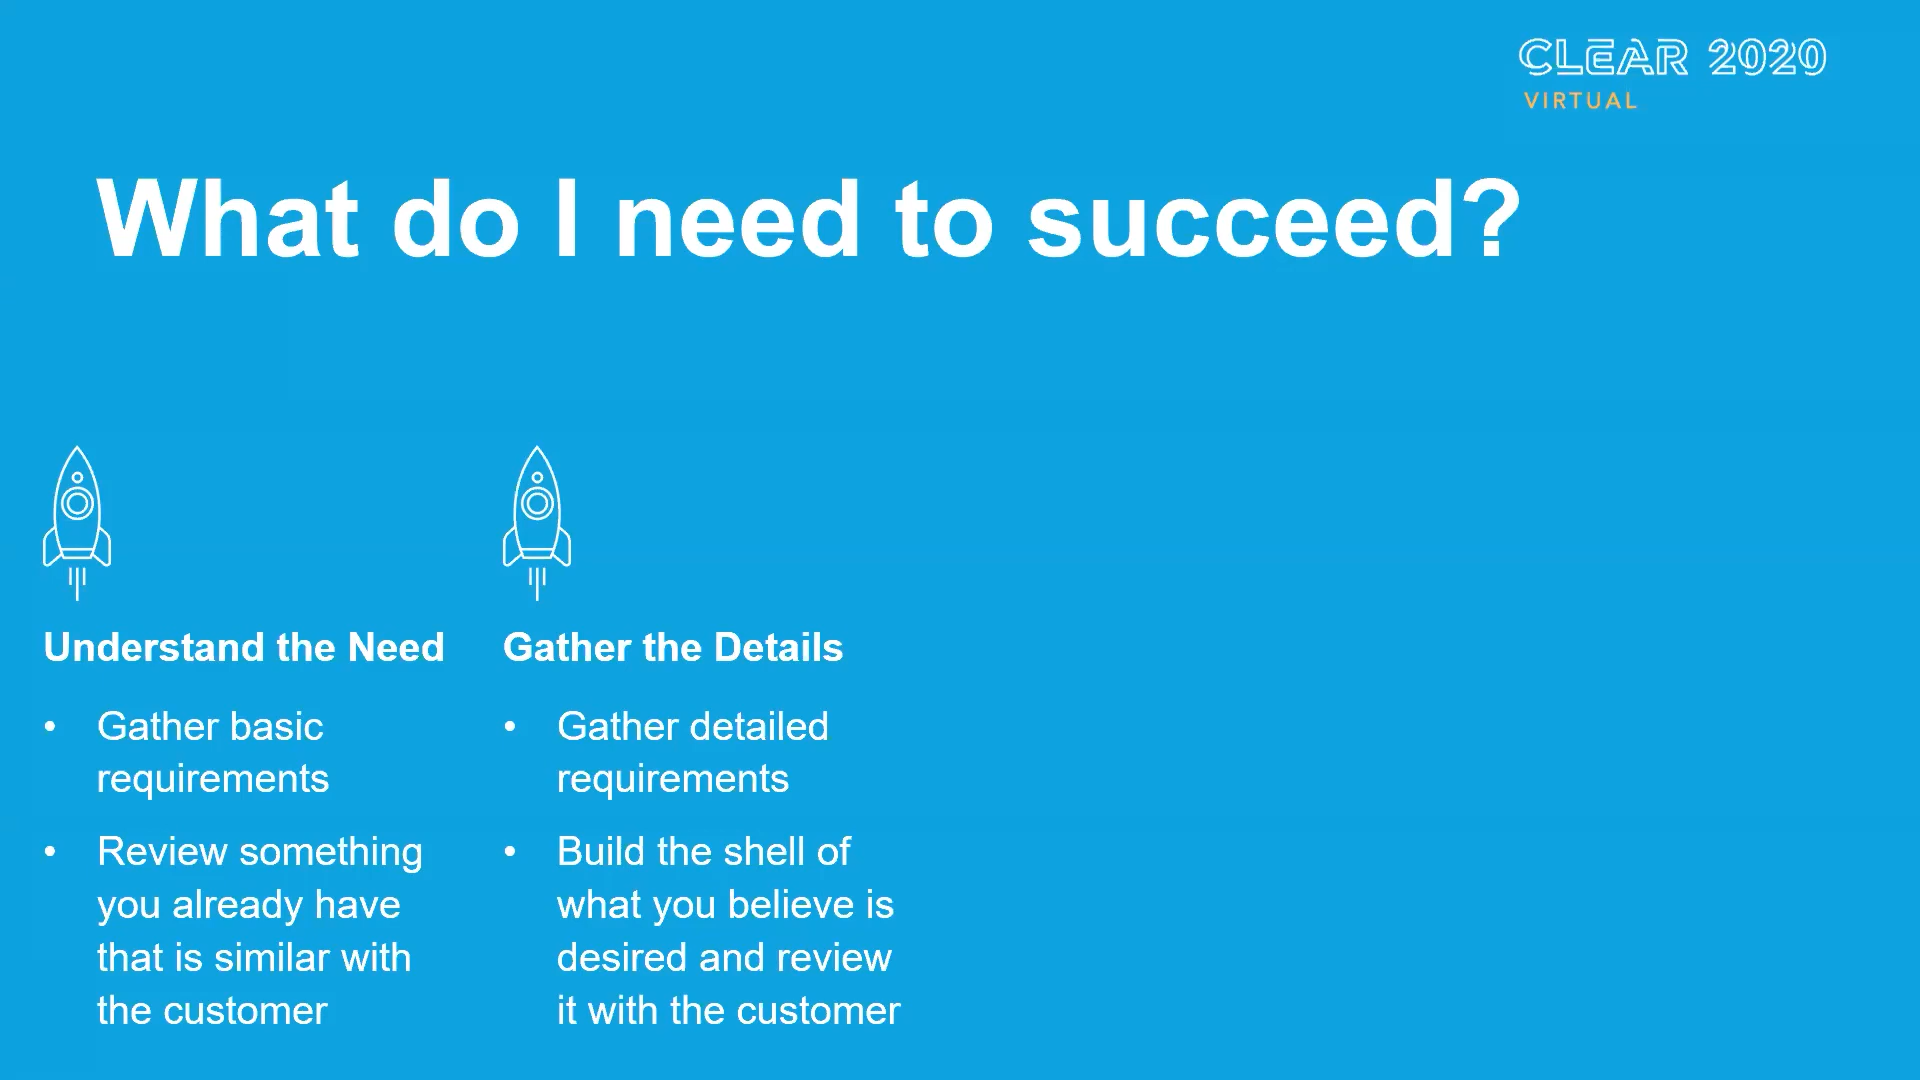 CLEAR 2020
VIRTUAL
What do I need to succeed?
Understand the Need
• Gather basic
requirements
• Review something
you already have
that is similar with
the customer
Gather the Details
• Gather detailed
requirements
• Build the shell of
what you believe is
desired and review
it with the customer